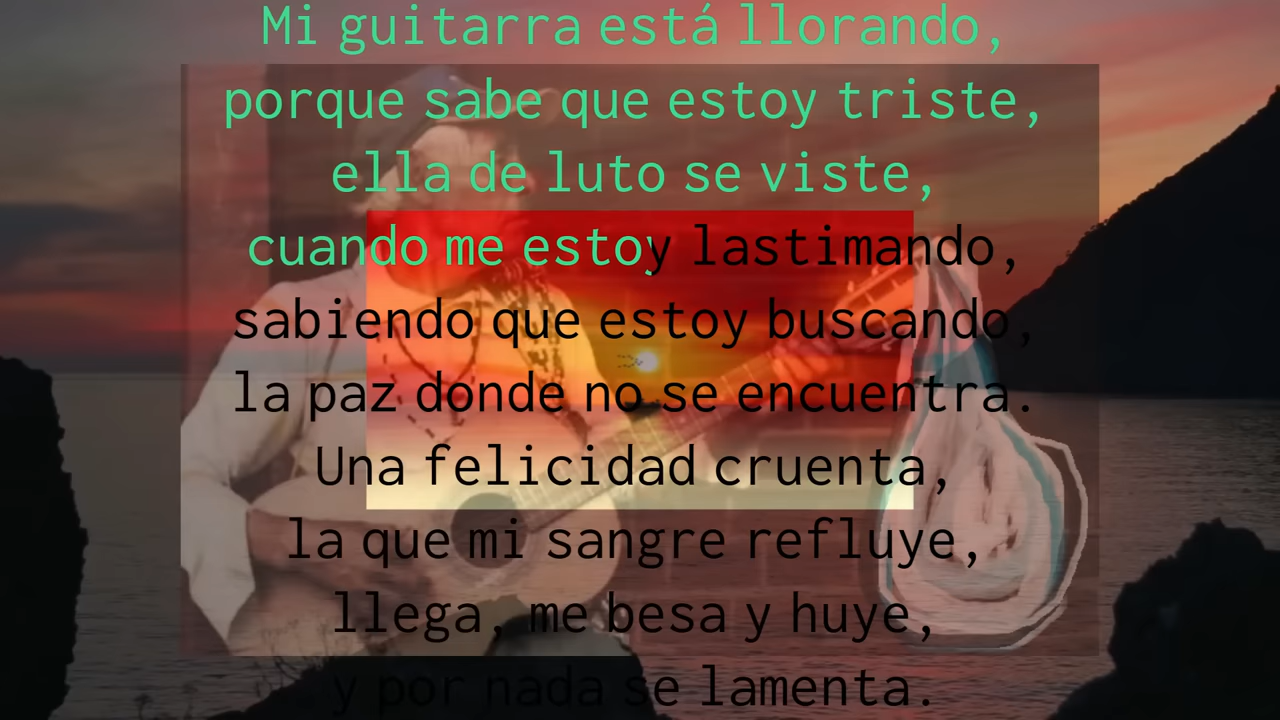 Mi guitarra está llorando,
porque sabe que estoy triste,
ella de luto se viste,
cuando me estoy lastimando,
sabiendo que estoy buscando,
la paz donde no se encuentra.
Una felicidad cruenta,
la que mi sangre refluye,
llega, me besa y huye,
y por nada se lamenta.